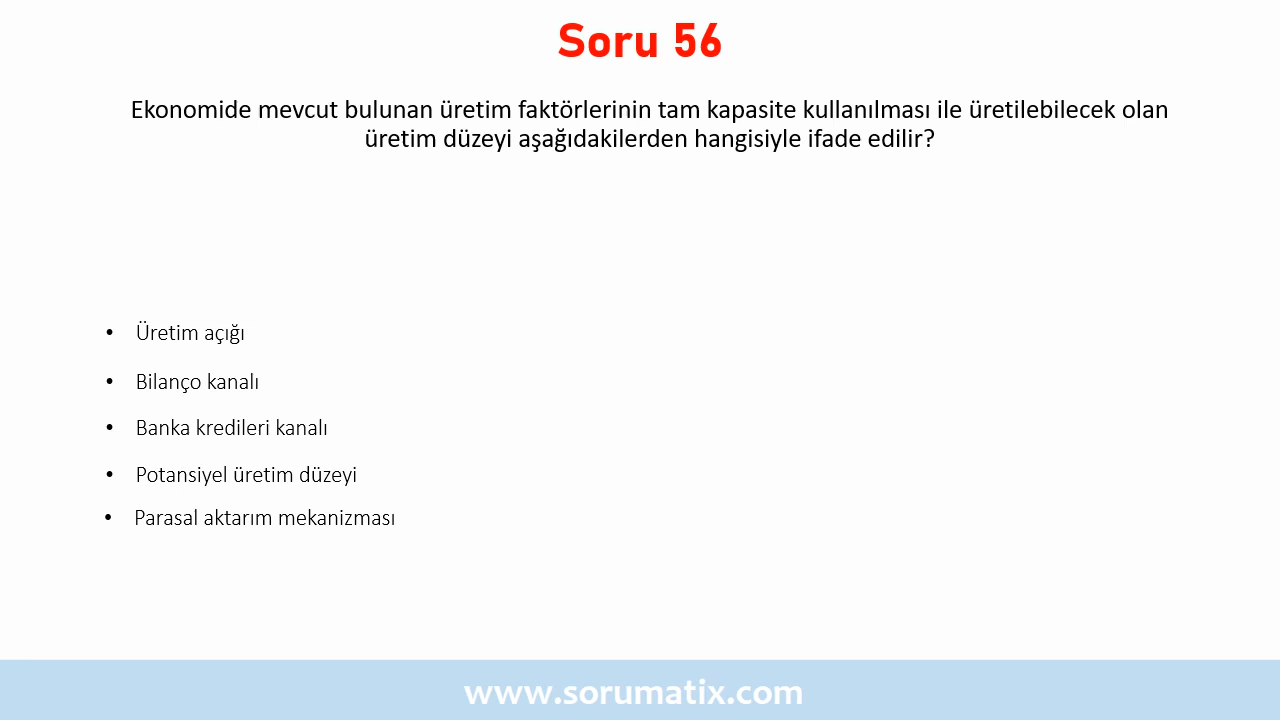 Soru 56
Ekonomide mevcut bulunan üretim faktörlerinin tam kapasite kullanılması ile üretilebilecek olan
üretim düzeyi aşağıdakilerden hangisiyle ifade edilir?
• Üretim açığı
• Bilanço kanalı
• Banka kredileri kanalı
• Potansiyel üretim düzeyi
• Parasal aktarım mekanizması
www.sorumatix.com